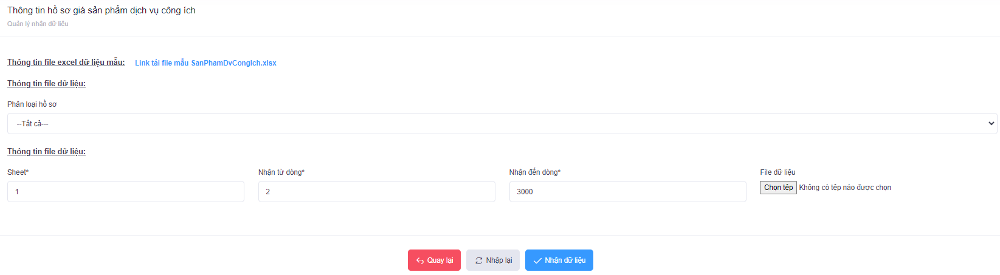 Thông tin hồ sơ giá sản phẩm dịch vụ công ích
Quản lý nhận dữ liệu
Thông tin file excel dữ liệu mẫu: Link tải file mẫu SanPhamDvCongIch.xlsx
Thông tin file dữ liệu:
Phân loại hồ sơ
--Tất cả---
Thông tin file dữ liệu:
Sheet* Nhận từ dòng* Nhận đến dòng* File dữ liệu
1 2 3000 Chọn tệp Không có tệp nào được chọn
Quay lại Nhập lại Nhận dữ liệu